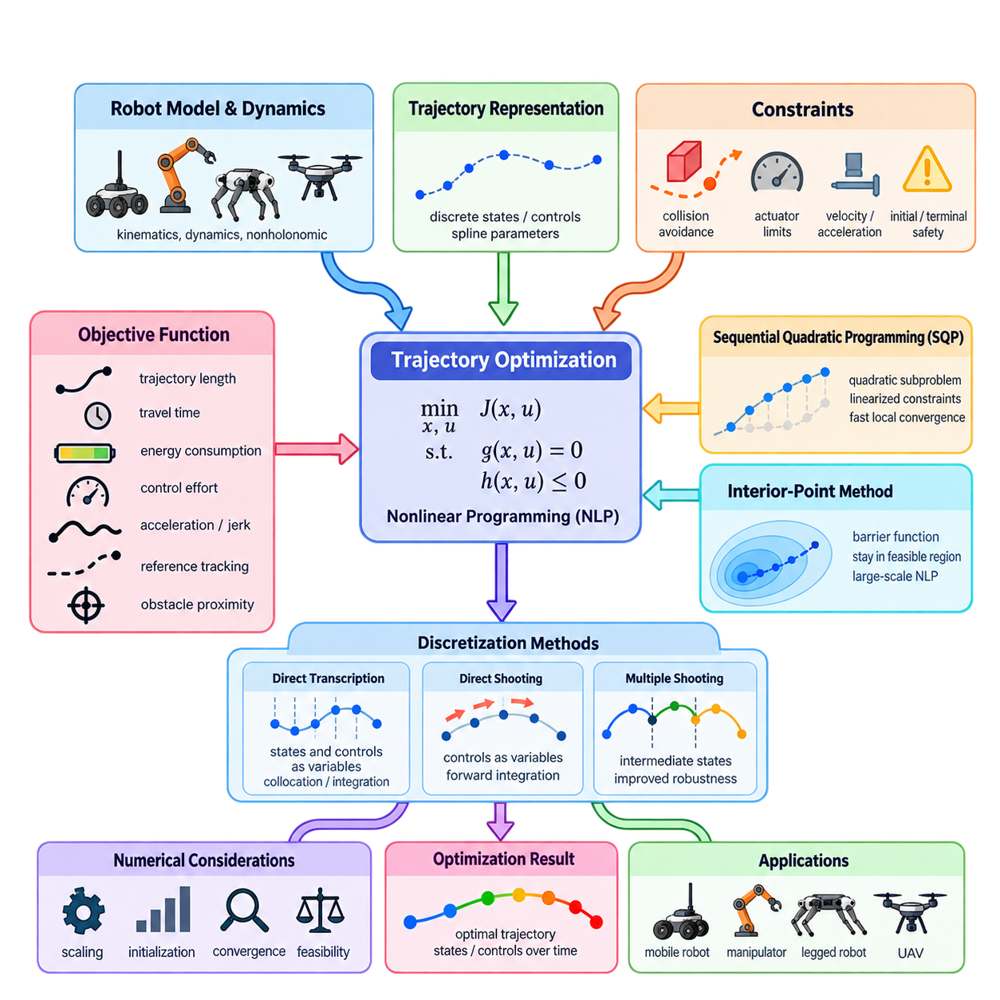 Robot Model & Dynamics
kinematics, dynamics, nonholonomic
Trajectory Representation
discrete states / controls
spline parameters
Constraints
collision
avoidance
actuator
limits
velocity /
acceleration
initial / terminal
safety
Objective Function
trajectory length
travel time
energy consumption
control effort
acceleration / jerk
reference tracking
obstacle proximity
Trajectory Optimization
min J(x, u)
x, u
s.t. g(x, u) = 0
h(x, u) ≤ 0
Nonlinear Programming (NLP)
Sequential Quadratic Programming (SQP)
quadratic subproblem
linearized constraints
fast local convergence
Interior-Point Method
barrier function
stay in feasible region
large-scale NLP
Discretization Methods
Direct Transcription
states and controls
as variables
collocation / integration
Direct Shooting
controls as variables
forward integration
Multiple Shooting
intermediate states
improved robustness
Numerical Considerations
scaling
initialization
convergence
feasibility
Optimization Result
optimal trajectory
states / controls over time
Applications
mobile robot
manipulator
legged robot
UAV